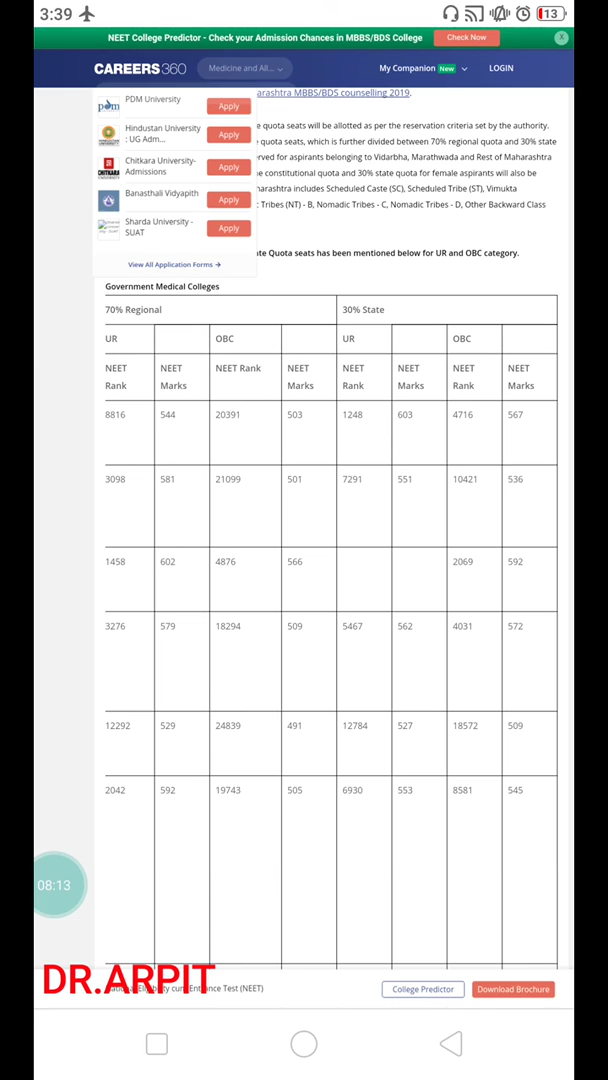 3:39
13
NEET College Predictor - Check your Admission Chances in MBBS/BDS College
Check Now
X
CAREERS360
Medicine and All...
My Companion New
LOGIN
arashtra MBBS/BDS counselling 2019.
PDM University
Apply
Hindustan University : UG Adm...
Apply
Chitkara University- Admissions
Apply
Banasthali Vidyapith
Apply
Sharda University - SUAT
Apply
View All Application Forms →
e quota seats will be allotted as per the reservation criteria set by the authority.
quota seats, which is further divided between 70% regional quota and 30% state
rved for aspirants belonging to Vidarbha, Marathwada and Rest of Maharashtra
e constitutional quota and 30% state quota for female aspirants will also be
harashtra includes Scheduled Caste (SC), Scheduled Tribe (ST), Vimukta
Tribes (NT) - B, Nomadic Tribes - C, Nomadic Tribes - D, Other Backward Class
te Quota seats has been mentioned below for UR and OBC category.
Government Medical Colleges
70% Regional 30% State
UR OBC UR OBC
NEET Rank NEET Marks NEET Rank NEET Marks NEET Rank NEET Marks NEET Rank NEET Marks
8816 544 20391 503 1248 603 4716 567
3098 581 21099 501 7291 551 10421 536
1458 602 4876 566 2069 592
3276 579 18294 509 5467 562 4031 572
12292 529 24839 491 12784 527 18572 509
2042 592 19743 505 6930 553 8581 545
08:13
DR.ARPIT
Entrance Test (NEET)
College Predictor
Download Brochure